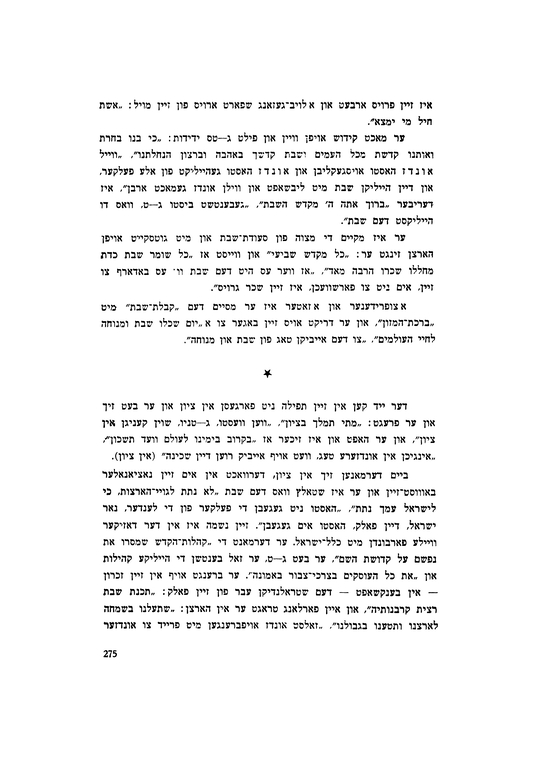 איז זיין פרויס ארבעט און א לויב־געזאנג שפארט ארויס פון זיין מויל: „אשת
חיל מי ימצא".
ער מאכט קידוש אויפן וויין און פילט ג—טס ידידות: „כי בנו בחרת
ואותנו קדשת מכל העמים ושבת קדשך באהבה וברצון הנחלתנו", „ווייל
אונדז האסטו אויסגעקליבן און אונדז האסטו געהייליקט פון אלע פעלקער,
און דיין הייליקן שבת מיט ליבשאפט און ווילן אונדז געמאכט ארבן", איז
דעריבער „ברוך אתה ה' מקדש השבת", „געבענטשט ביסטו ג—ט, וואס דו
הייליקסט דעם שבת".
ער איז מקיים די מצוה פון סעודת־שבת און מיט גוטסקייט אויפן
הארצן זינגט ער: „כל מקדש שביעי" און ווייסט אז „כל שומר שבת כדת
מחללו שכרו הרבה מאד", „אז ווער עס היט דעם שבת ווי עס באדארף צו
זיין, אים ניט צו פארשוועכן, איז זיין שכר גרויס".
א צופרידענער און א זאטער איז ער מסיים דעם „קבלת־שבת" מיט
„ברכת־המזון", און ער דריקט אויס זיין באגער צו א „יום שכלו שבת ומנוחה
לחיי העולמים", „צו דעם אייביקן טאג פון שבת און מנוחה".
★
דער ייד קען אין זיין תפילה ניט פארגעסן אין ציון און ער בעט זיך
און ער פרעגט: „מתי תמלך בציון", „ווען וועסטו, ג—טניו, שוין קעניגן אין
ציון", און ער האפט און איז זיכער אז „בקרוב בימינו לעולם ועד תשכון",
„אינגיכן אין אונדזערע טעג, וועט אויף אייביק רוען דיין שכינה" (אין ציון).
ביים דערמאנען זיך אין ציון, דערוואכט אין אים זיין נאציאנאלער
באוווסט־זיין און ער איז שטאלץ וואס דעם שבת „לא נתת לגויי־הארצות, כי
לישראל עמך נתת", „האסטו ניט געגעבן די פעלקער פון די לענדער, נאר
ישראל, דיין פאלק, האסטו אים געגעבן". זיין נשמה איז אין דער דאזיקער
וויילע פארבונדן מיט כלל־ישראל. ער דערמאנט די „קהלות־הקדש שמסרו את
נפשם על קדושת השם", ער בעט ג—ט, ער זאל בענטשן די הייליקע קהילות
און „את כל העוסקים בצרכי־צבור באמונה". ער ברענגט אויף אין זיין זכרון
— אין בענקשאפט — דעם שטראלנדיקן עבר פון זיין פאלק: „תכנת שבת
רצית קרבנותיה", און איין פארלאנג טראגט ער אין הארצן: „שתעלנו בשמחה
לארצנו ותטענו בגבולנו", „זאלסט אונדז אויפברענגען מיט פרייד צו אונדזער
275